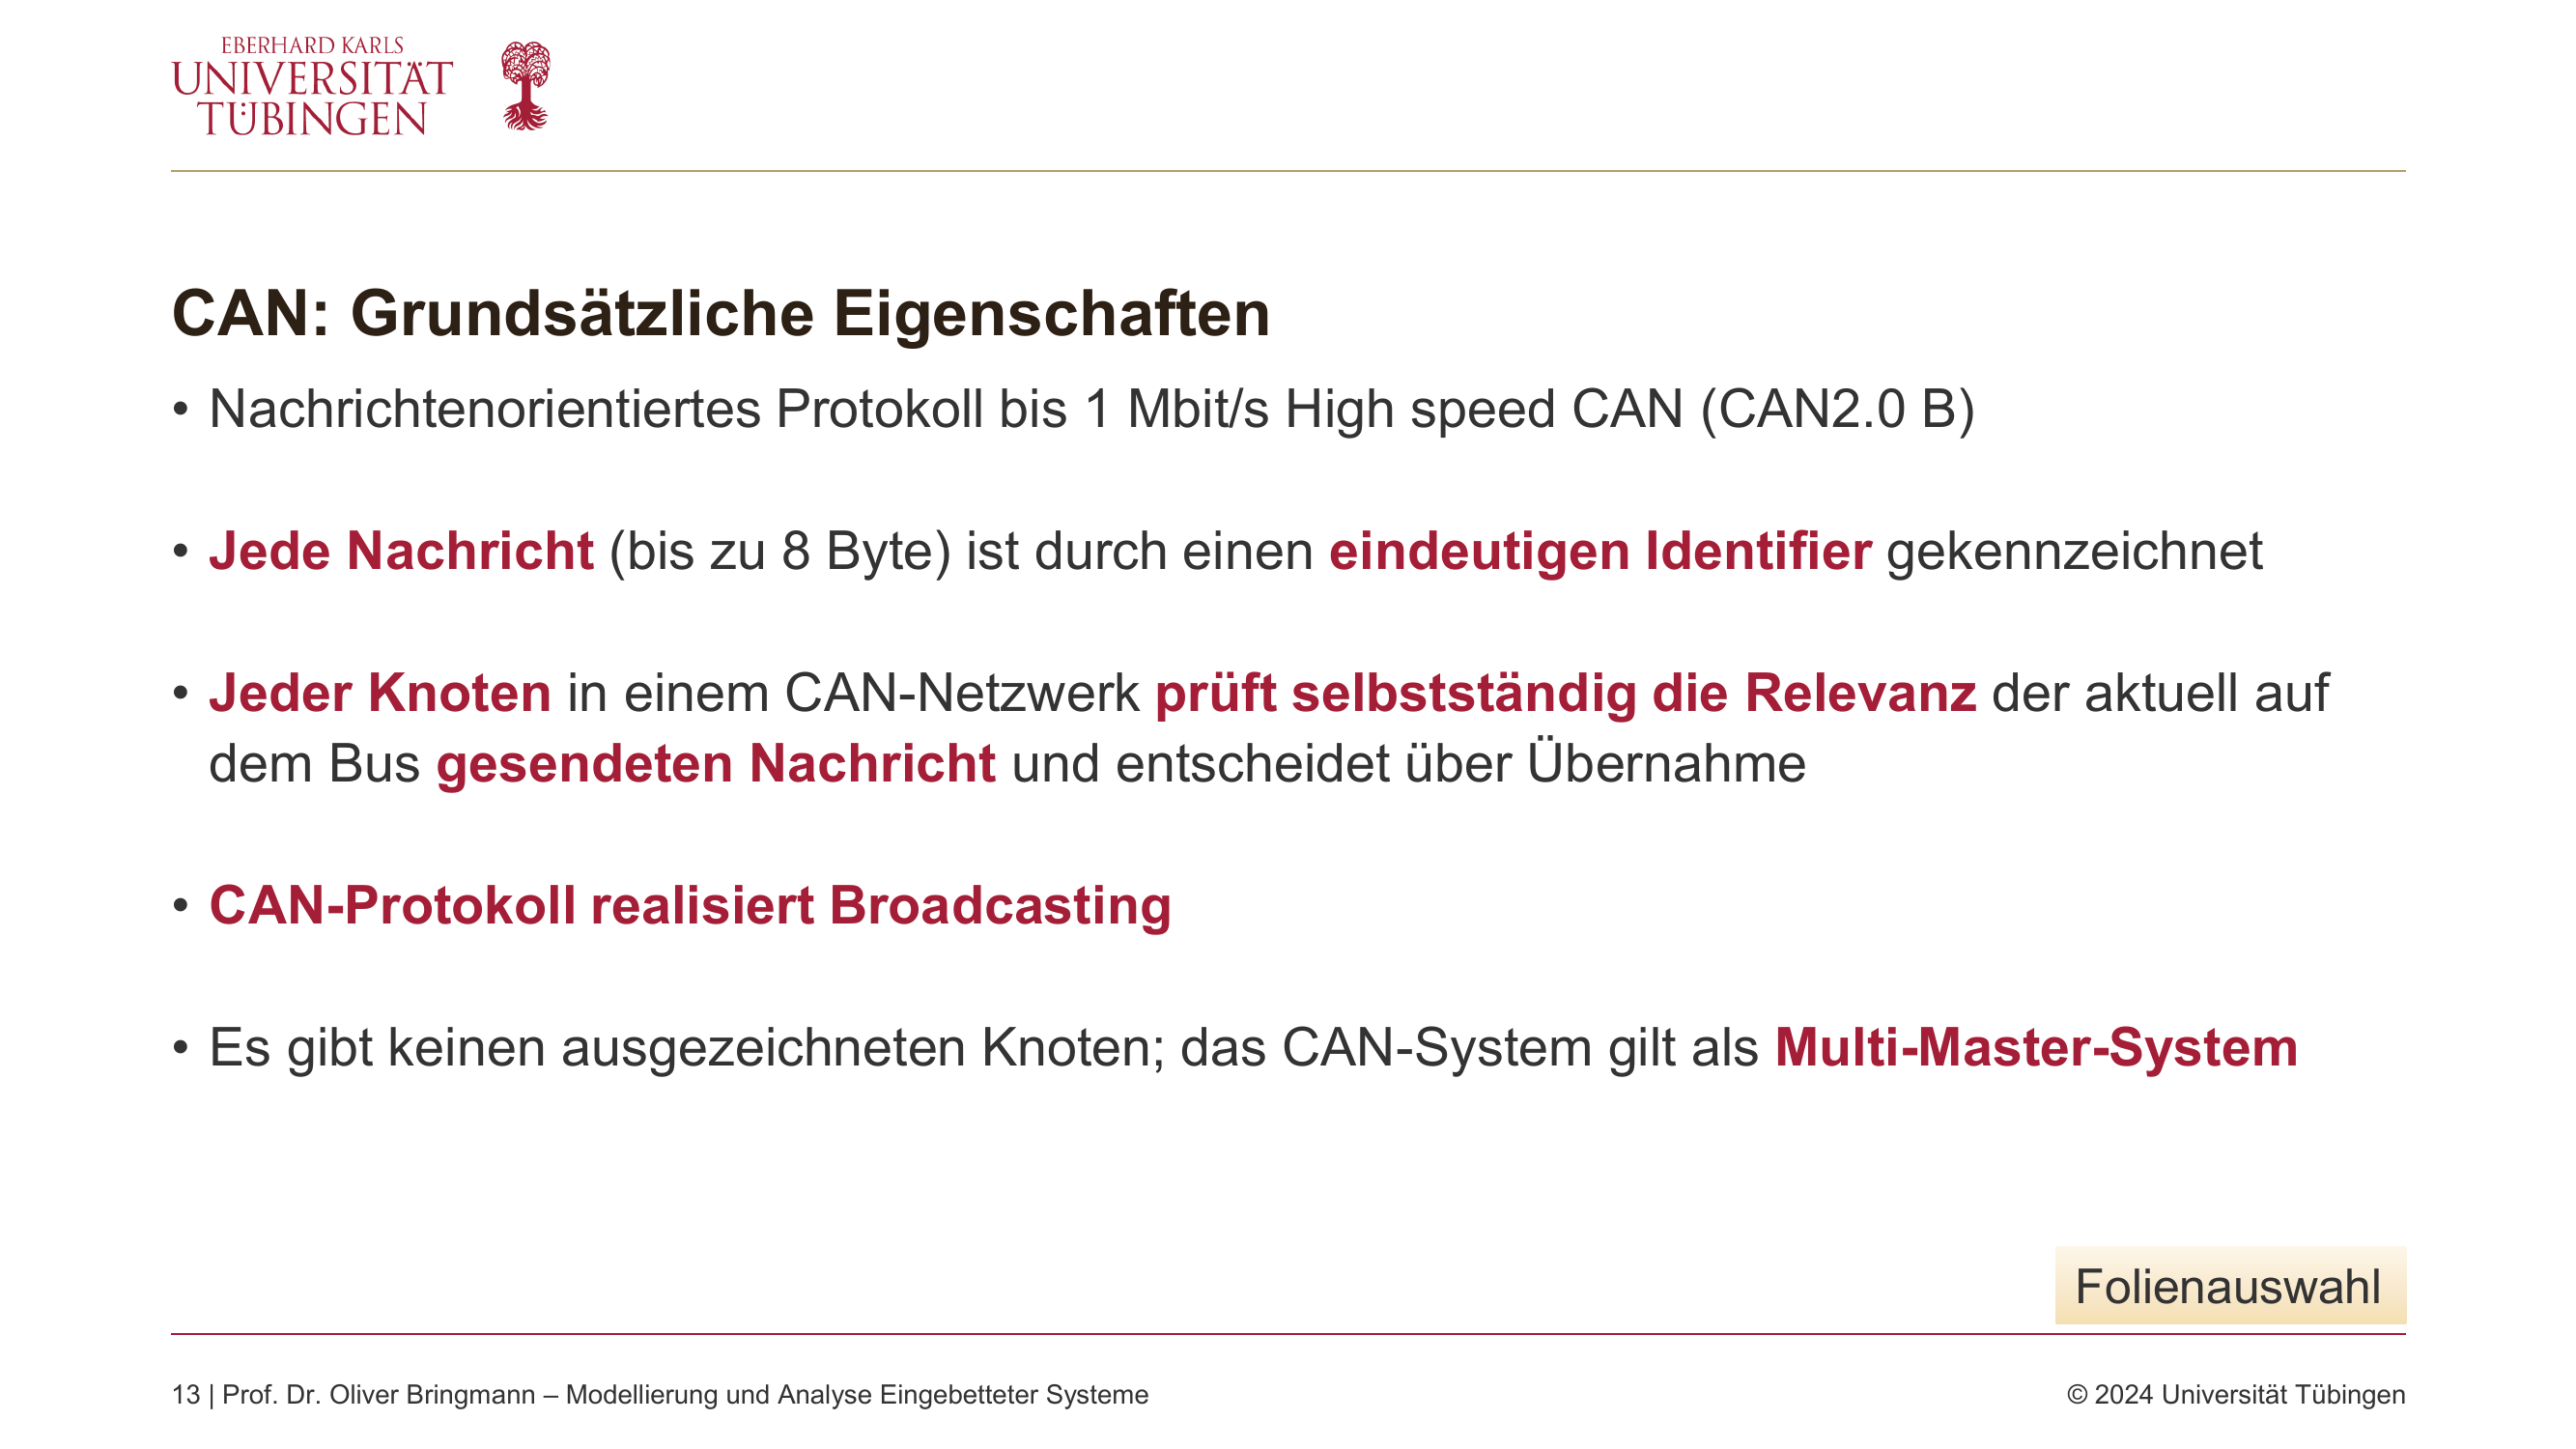 EBERHARD KARLS
UNIVERSITÄT
TÜBINGEN
CAN: Grundsätzliche Eigenschaften
• Nachrichtenorientiertes Protokoll bis 1 Mbit/s High speed CAN (CAN2.0 B)
• Jede Nachricht (bis zu 8 Byte) ist durch einen eindeutigen Identifier gekennzeichnet
• Jeder Knoten in einem CAN-Netzwerk prüft selbstständig die Relevanz der aktuell auf
dem Bus gesendeten Nachricht und entscheidet über Übernahme
• CAN-Protokoll realisiert Broadcasting
• Es gibt keinen ausgezeichneten Knoten; das CAN-System gilt als Multi-Master-System
Folienauswahl
13 | Prof. Dr. Oliver Bringmann – Modellierung und Analyse Eingebetteter Systeme
© 2024 Universität Tübingen